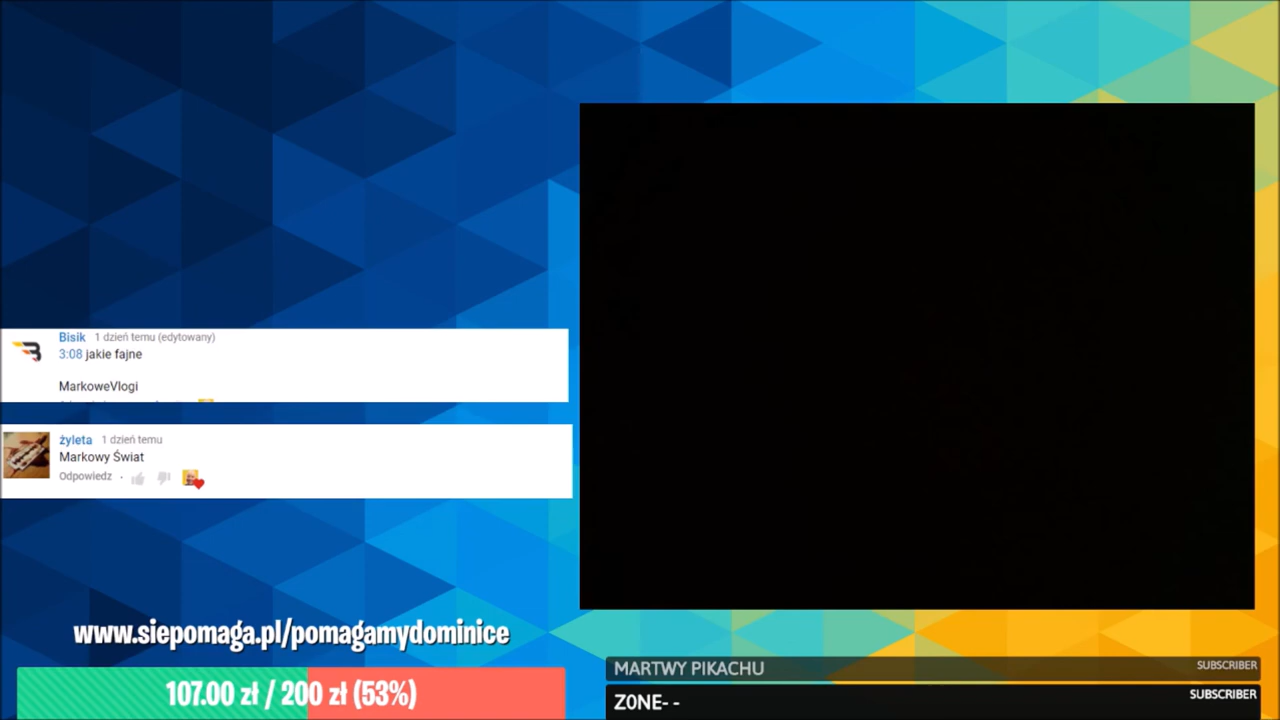 Bisik 1 dzień temu (edytowany)
3:08 jakie fajne
MarkoweVlogi
żyleta 1 dzień temu
Markowy Świat
Odpowiedz ·
www.siepomaga.pl/pomagamydominice
107.00 zł / 200 zł (53%)
MARTWY PIKACHU SUBSCRIBER
Z0NE- - SUBSCRIBER